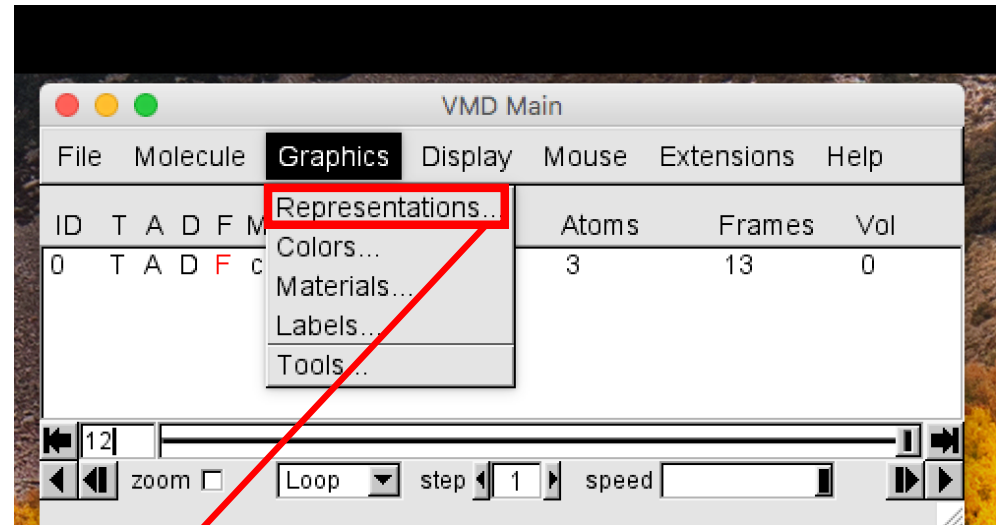 VMD Main
File Molecule Graphics Display Mouse Extensions Help
Representations...
ID T A D F M Atoms Frames Vol
Colors...
0 T A D F c 3 13 0
Materials...
Labels...
Tools...
12
zoom Loop step 1 speed